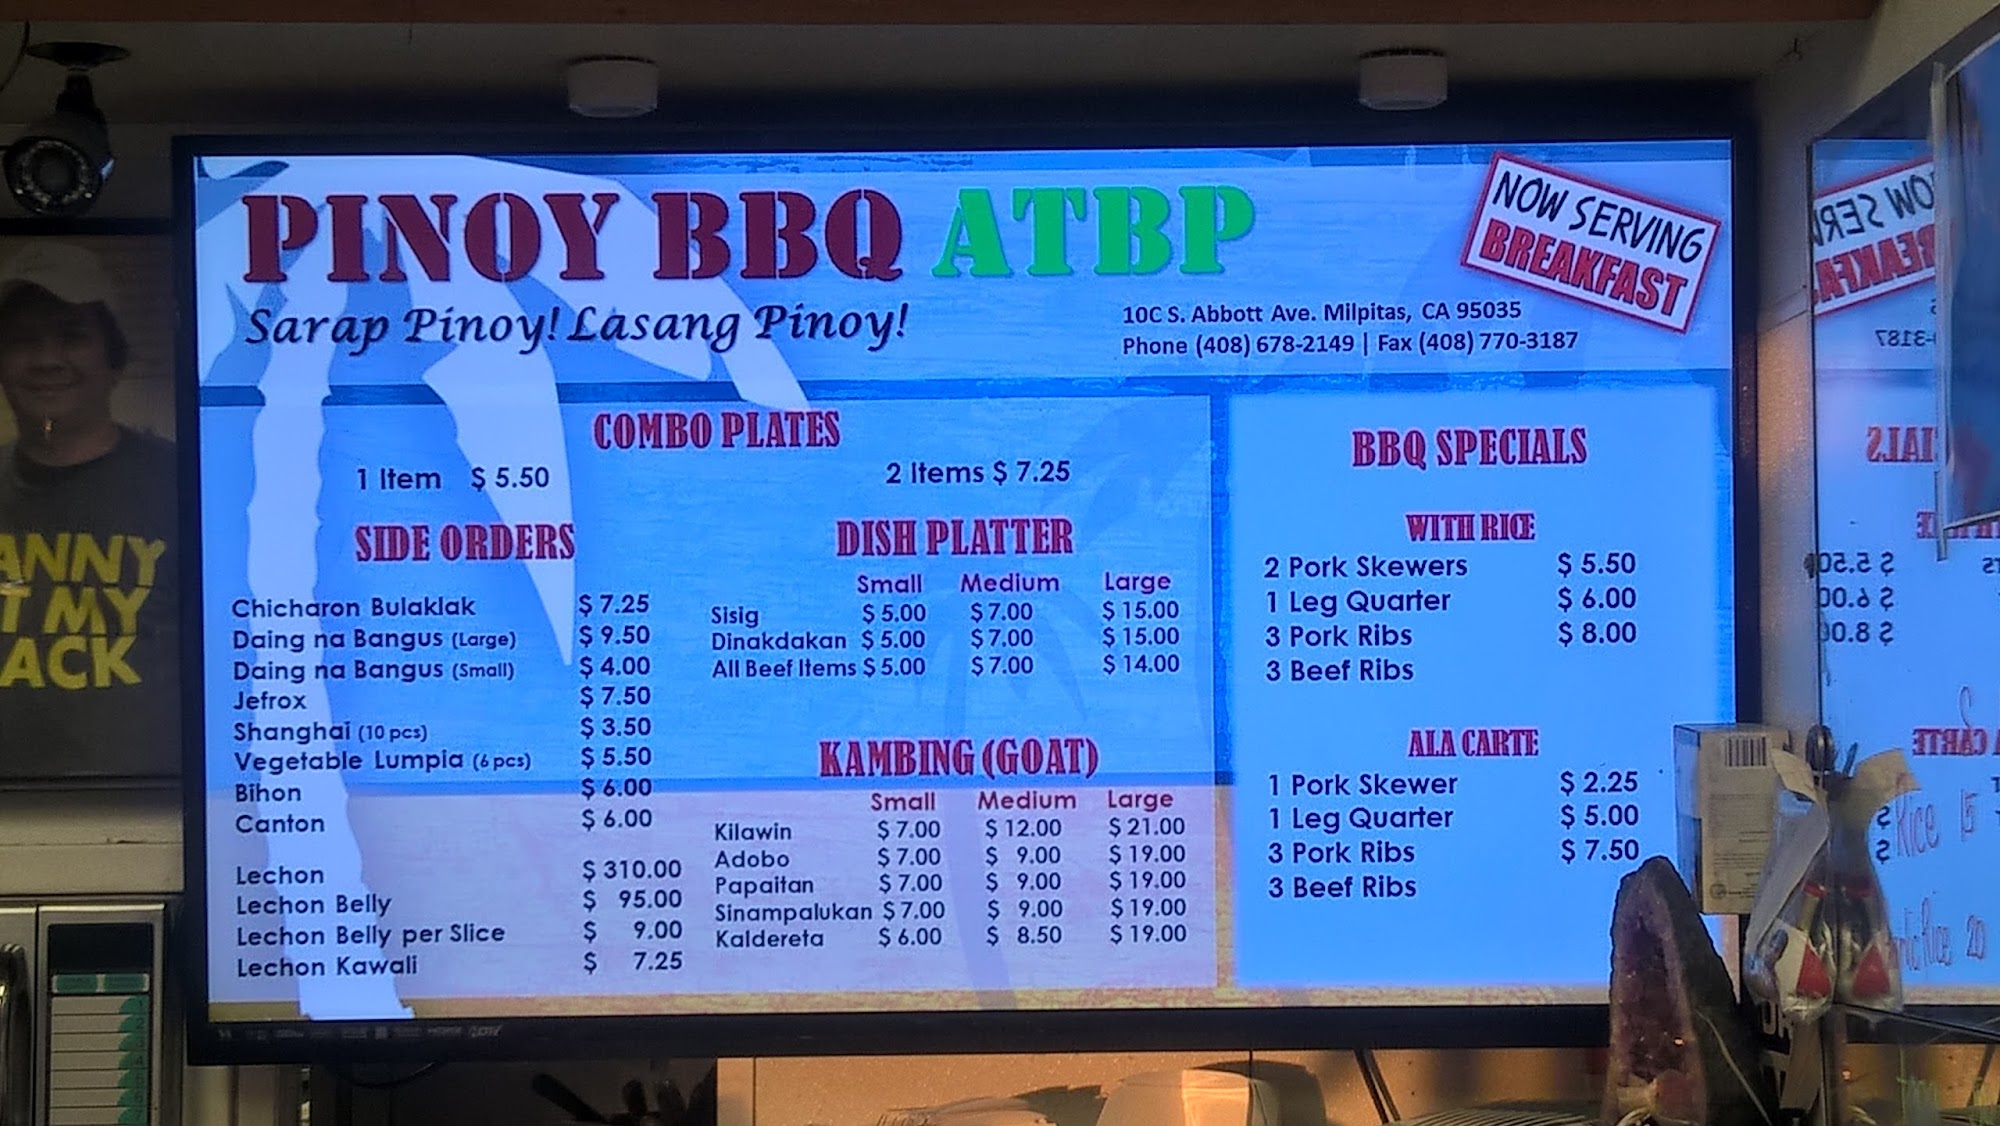 PINOY BBQ ATBP
Sarap Pinoy! Lasang Pinoy!
NOW SERVING
BREAKFAST
10C S. Abbott Ave. Milpitas, CA 95035
Phone (408) 678-2149 | Fax (408) 770-3187
COMBO PLATES
1 Item $ 5.50
2 Items $ 7.25
SIDE ORDERS
Chicharon Bulaklak $ 7.25
Daing na Bangus (Large) $ 9.50
Daing na Bangus (Small) $ 4.00
Jefrox $ 7.50
Shanghai (10 pcs) $ 3.50
Vegetable Lumpia (6 pcs) $ 5.50
Bihon $ 6.00
Canton $ 6.00
Lechon $ 310.00
Lechon Belly $ 95.00
Lechon Belly per Slice $ 9.00
Lechon Kawali $ 7.25
DISH PLATTER
Small Medium Large
Sisig $ 5.00 $ 7.00 $ 15.00
Dinakdakan $ 5.00 $ 7.00 $ 15.00
All Beef Items $ 5.00 $ 7.00 $ 14.00
KAMBING (GOAT)
Small Medium Large
Kilawin $ 7.00 $ 12.00 $ 21.00
Adobo $ 7.00 $ 9.00 $ 19.00
Papaitan $ 7.00 $ 9.00 $ 19.00
Sinampalukan $ 7.00 $ 9.00 $ 19.00
Kaldereta $ 6.00 $ 8.50 $ 19.00
BBQ SPECIALS
WITH RICE
2 Pork Skewers $ 5.50
1 Leg Quarter $ 6.00
3 Pork Ribs $ 8.00
3 Beef Ribs
ALA CARTE
1 Pork Skewer $ 2.25
1 Leg Quarter $ 5.00
3 Pork Ribs $ 7.50
3 Beef Ribs
ANNY
T MY
ACK
Rice 15
Rice 20